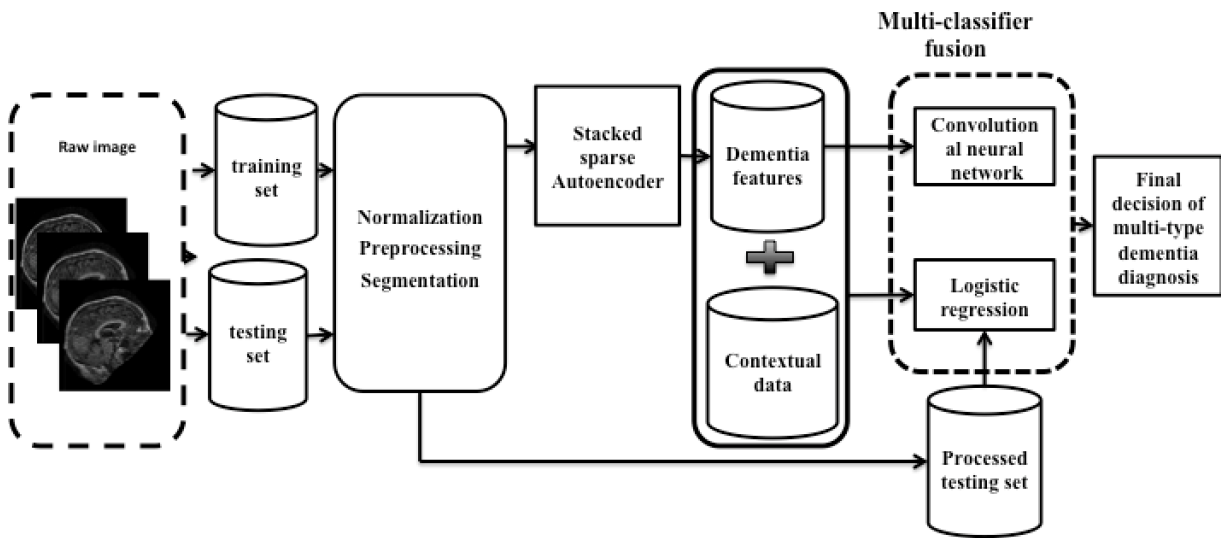 Raw image
training
set
testing
set
Normalization
Preprocessing
Segmentation
Stacked
sparse
Autoencoder
Dementia
features
Contextual
data
Multi-classifier
fusion
Convolution
al neural
network
Logistic
regression
Processed
testing set
Final
decision of
multi-type
dementia
diagnosis